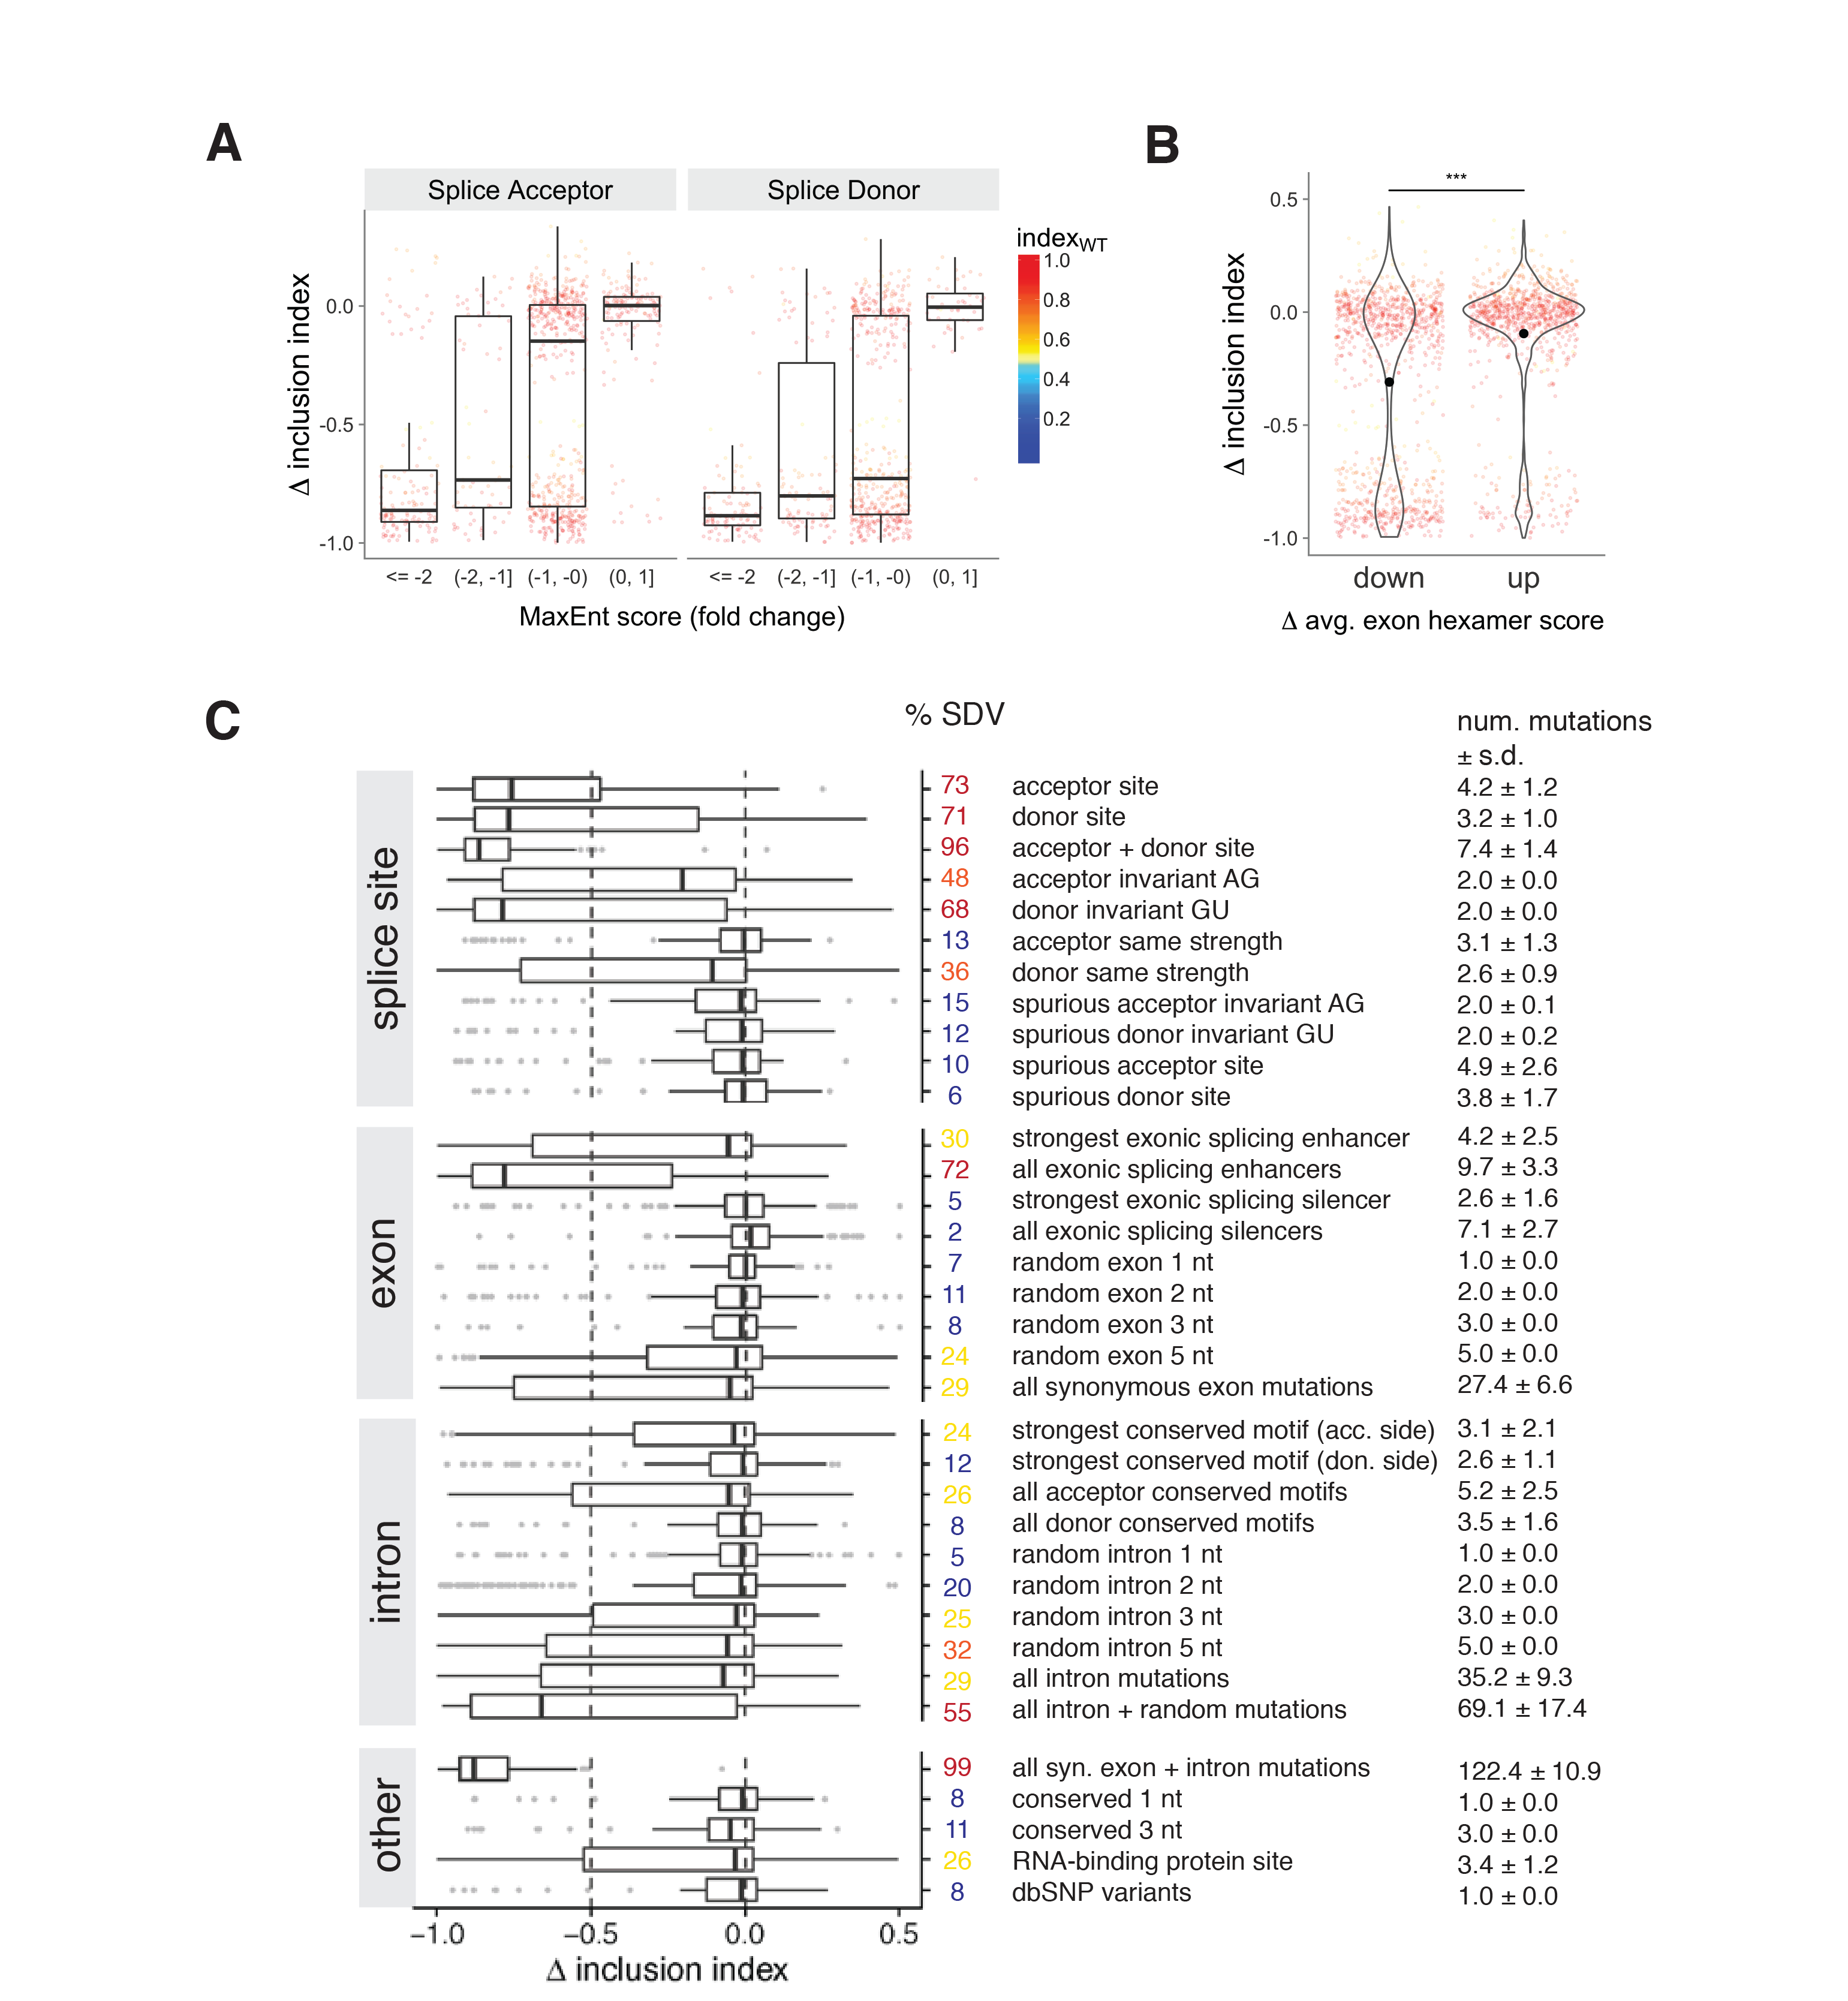 A
Splice Acceptor
Splice Donor
Δ inclusion index
0.0
-0.5
-1.0
<= -2
(-2, -1]
(-1, -0)
(0, 1]
<= -2
(-2, -1]
(-1, -0)
(0, 1]
MaxEnt score (fold change)
indexWT
1.0
0.8
0.6
0.4
0.2
B
***
Δ inclusion index
0.5
0.0
-0.5
-1.0
down
up
Δ avg. exon hexamer score
C
% SDV
num. mutations
± s.d.
splice site
73 acceptor site 4.2 ± 1.2
71 donor site 3.2 ± 1.0
96 acceptor + donor site 7.4 ± 1.4
48 acceptor invariant AG 2.0 ± 0.0
68 donor invariant GU 2.0 ± 0.0
13 acceptor same strength 3.1 ± 1.3
36 donor same strength 2.6 ± 0.9
15 spurious acceptor invariant AG 2.0 ± 0.1
12 spurious donor invariant GU 2.0 ± 0.2
10 spurious acceptor site 4.9 ± 2.6
6 spurious donor site 3.8 ± 1.7
exon
30 strongest exonic splicing enhancer 4.2 ± 2.5
72 all exonic splicing enhancers 9.7 ± 3.3
5 strongest exonic splicing silencer 2.6 ± 1.6
2 all exonic splicing silencers 7.1 ± 2.7
7 random exon 1 nt 1.0 ± 0.0
11 random exon 2 nt 2.0 ± 0.0
8 random exon 3 nt 3.0 ± 0.0
24 random exon 5 nt 5.0 ± 0.0
29 all synonymous exon mutations 27.4 ± 6.6
intron
24 strongest conserved motif (acc. side) 3.1 ± 2.1
12 strongest conserved motif (don. side) 2.6 ± 1.1
26 all acceptor conserved motifs 5.2 ± 2.5
8 all donor conserved motifs 3.5 ± 1.6
5 random intron 1 nt 1.0 ± 0.0
20 random intron 2 nt 2.0 ± 0.0
25 random intron 3 nt 3.0 ± 0.0
32 random intron 5 nt 5.0 ± 0.0
29 all intron mutations 35.2 ± 9.3
55 all intron + random mutations 69.1 ± 17.4
other
99 all syn. exon + intron mutations 122.4 ± 10.9
8 conserved 1 nt 1.0 ± 0.0
11 conserved 3 nt 3.0 ± 0.0
26 RNA-binding protein site 3.4 ± 1.2
8 dbSNP variants 1.0 ± 0.0
−1.0
−0.5
0.0
0.5
Δ inclusion index